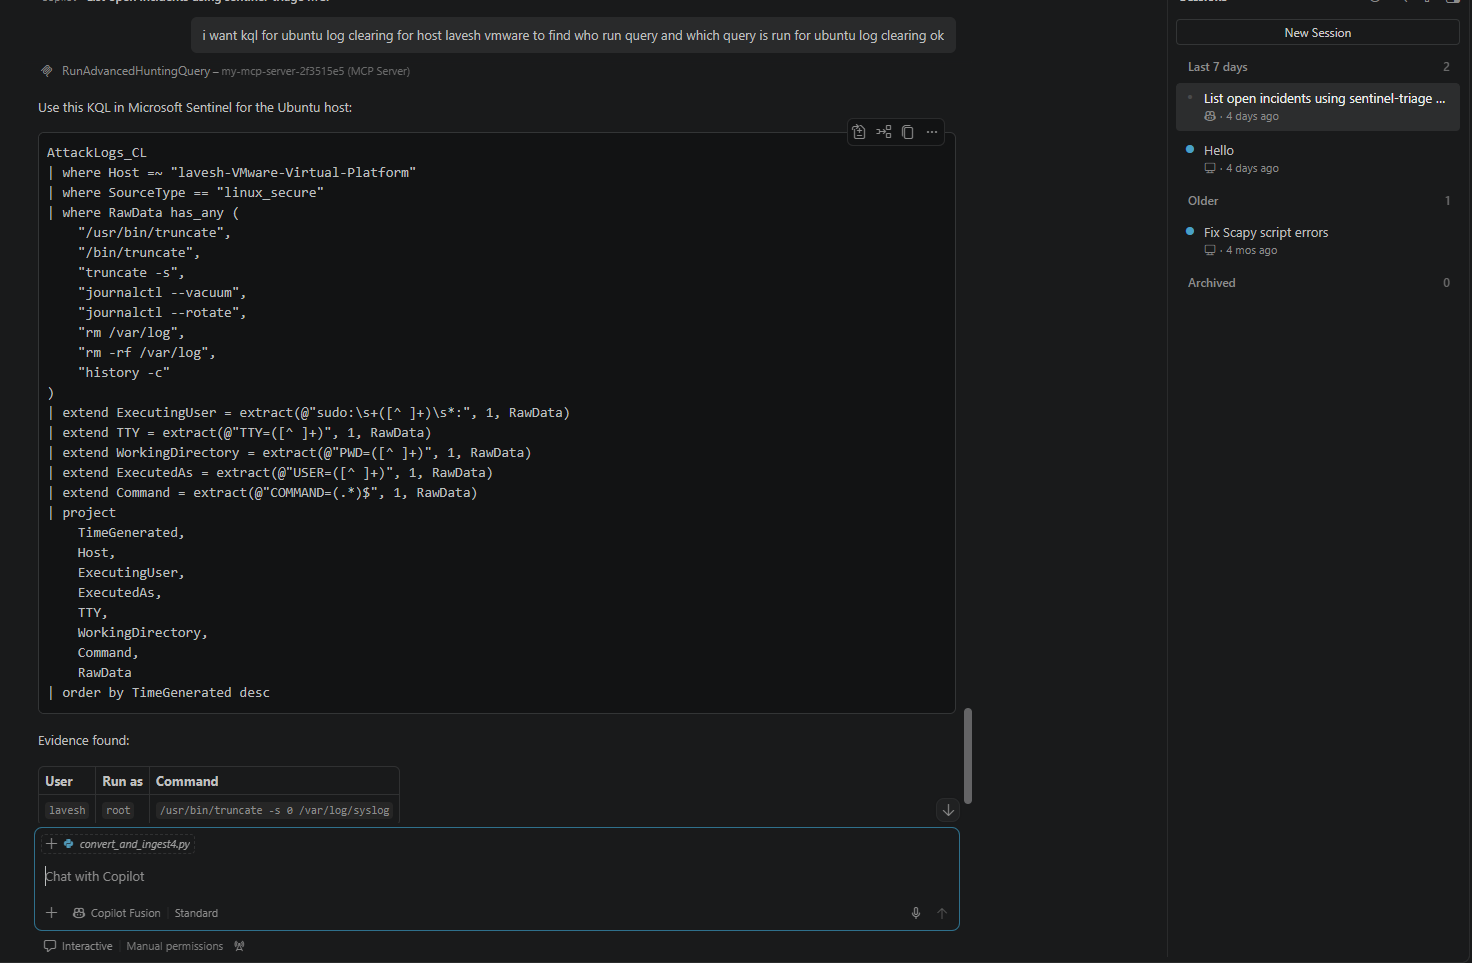 i want kql for ubuntu log clearing for host lavesh vmware to find who run query and which query is run for ubuntu log clearing ok
RunAdvancedHuntingQuery – my-mcp-server-2f3515e5 (MCP Server)
Use this KQL in Microsoft Sentinel for the Ubuntu host:
AttackLogs_CL
| where Host =~ "lavesh-VMware-Virtual-Platform"
| where SourceType == "linux_secure"
| where RawData has_any (
    "/usr/bin/truncate",
    "/bin/truncate",
    "truncate -s",
    "journalctl --vacuum",
    "journalctl --rotate",
    "rm /var/log",
    "rm -rf /var/log",
    "history -c"
)
| extend ExecutingUser = extract(@"sudo:\s+([^ ]+)\s*:", 1, RawData)
| extend TTY = extract(@"TTY=([^ ]+)", 1, RawData)
| extend WorkingDirectory = extract(@"PWD=([^ ]+)", 1, RawData)
| extend ExecutedAs = extract(@"USER=([^ ]+)", 1, RawData)
| extend Command = extract(@"COMMAND=(.*)$", 1, RawData)
| project
    TimeGenerated,
    Host,
    ExecutingUser,
    ExecutedAs,
    TTY,
    WorkingDirectory,
    Command,
    RawData
| order by TimeGenerated desc
Evidence found:
User Run as Command
lavesh root /usr/bin/truncate -s 0 /var/log/syslog
convert_and_ingest4.py
Chat with Copilot
Copilot Fusion Standard
Interactive Manual permissions
New Session
Last 7 days 2
List open incidents using sentinel-triage ...
· 4 days ago
Hello
· 4 days ago
Older 1
Fix Scapy script errors
· 4 mos ago
Archived 0